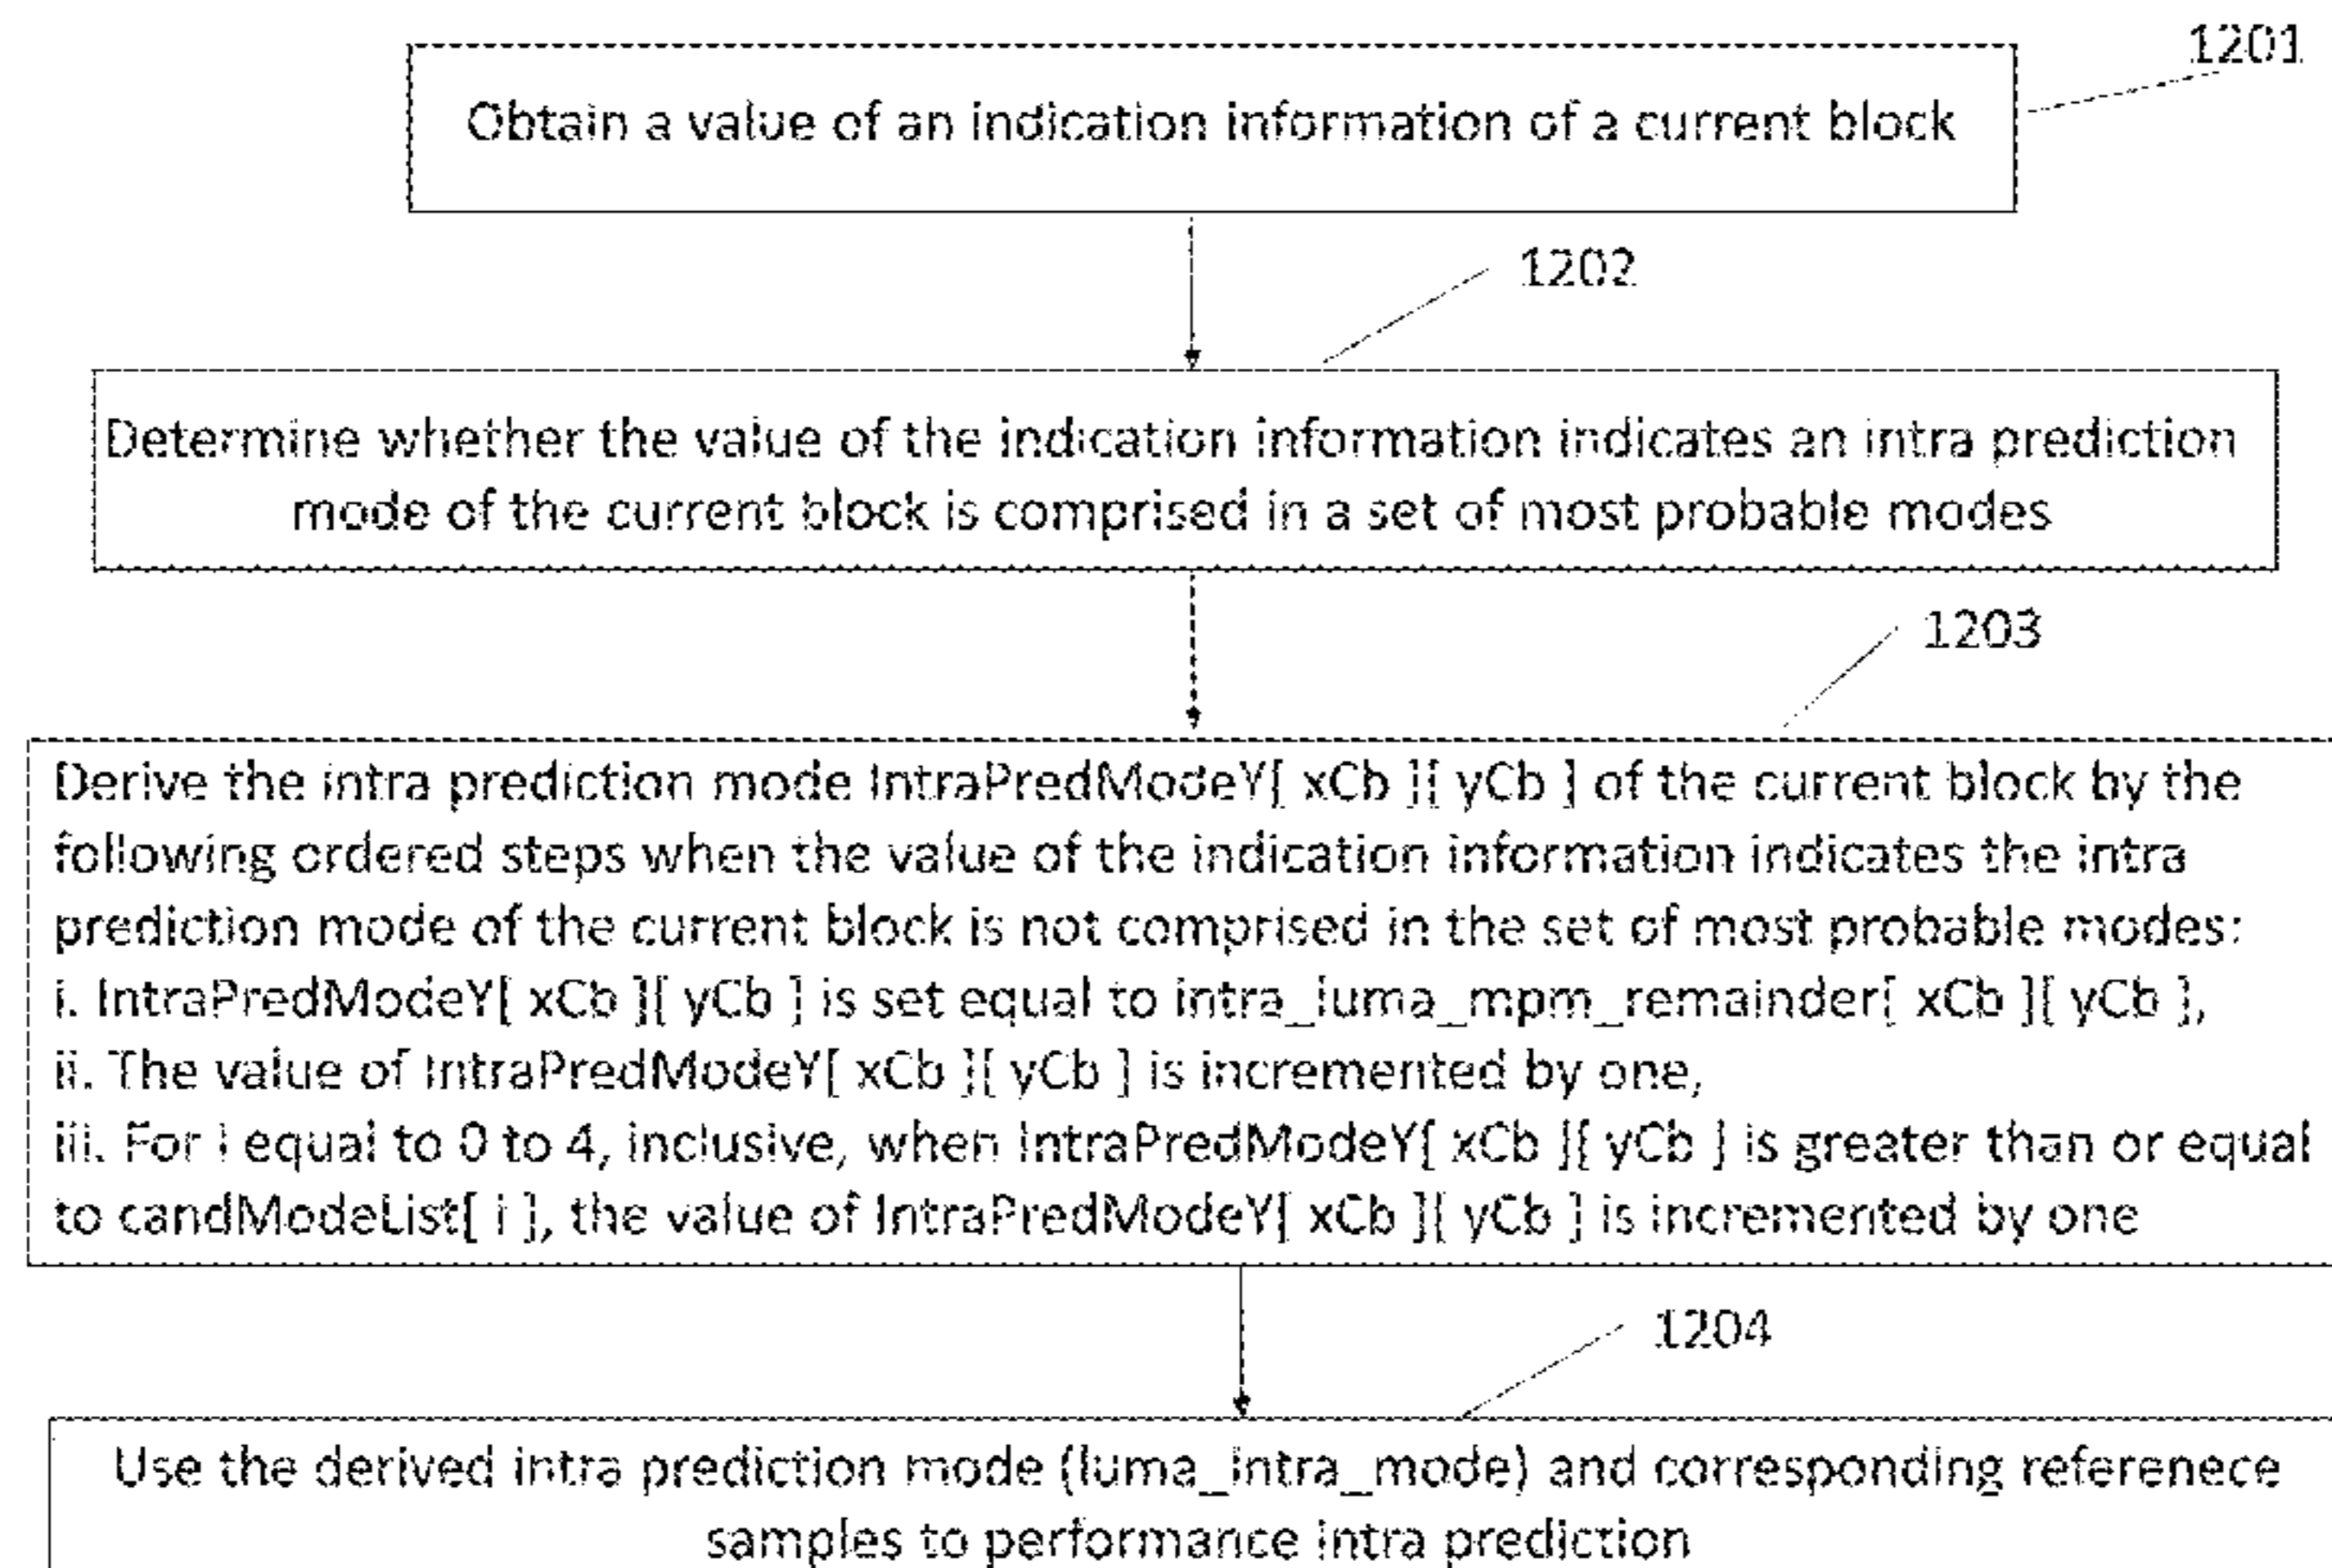 1201
Obtain a value of an indication information of a current block
1202
Determine whether the value of the indication information indicates an intra prediction
mode of the current block is comprised in a set of most probable modes
1203
Derive the intra prediction mode IntraPredModeY[ xCb ][ yCb ] of the current block by the
following ordered steps when the value of the indication information indicates the intra
prediction mode of the current block is not comprised in the set of most probable modes:
i. IntraPredModeY[ xCb ][ yCb ] is set equal to intra_luma_mpm_remainder[ xCb ][ yCb ],
ii. The value of IntraPredModeY[ xCb ][ yCb ] is incremented by one,
iii. For i equal to 0 to 4, inclusive, when IntraPredModeY[ xCb ][ yCb ] is greater than or equal
to candModeList[ i ], the value of IntraPredModeY[ xCb ][ yCb ] is incremented by one
1204
Use the derived intra prediction mode (luma_intra_mode) and corresponding referenece
samples to performance intra prediction